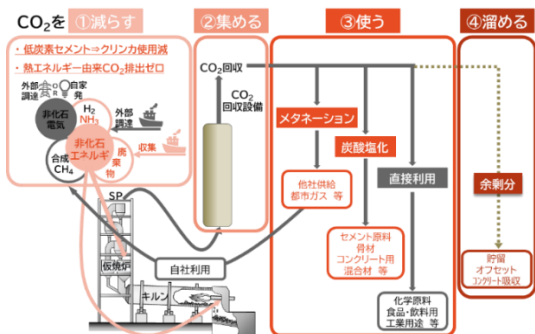 CO₂を ①減らす
②集める
③使う
④溜める
・低炭素セメント⇒クリンカ使用減
・熱エネルギー由来CO₂排出ゼロ
外部
調達
OR
自家
発
非化石
電気
H₂
NH₃
外部
調達
非化石
エネルギ
廃棄物
収集
合成
CH₄
SP
仮焼炉
キルン
自社利用
CO₂回収
CO₂
回収設備
メタネーション
炭酸塩化
直接利用
余剰分
他社供給
都市ガス 等
セメント原料
骨材
コンクリート用
混合材 等
化学原料
食品・飲料用
工業用途 等
貯留
オフセット
コンクリート吸収